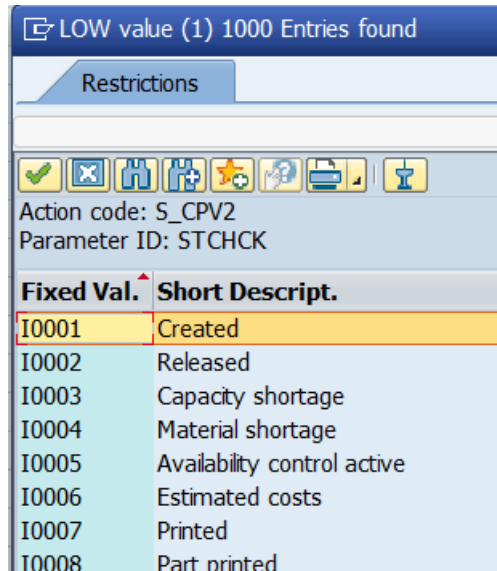 LOW value (1) 1000 Entries found
Restrictions
Action code: S_CPV2
Parameter ID: STCHCK
Fixed Val. Short Descript.
I0001 Created
I0002 Released
I0003 Capacity shortage
I0004 Material shortage
I0005 Availability control active
I0006 Estimated costs
I0007 Printed
I0008 Part printed